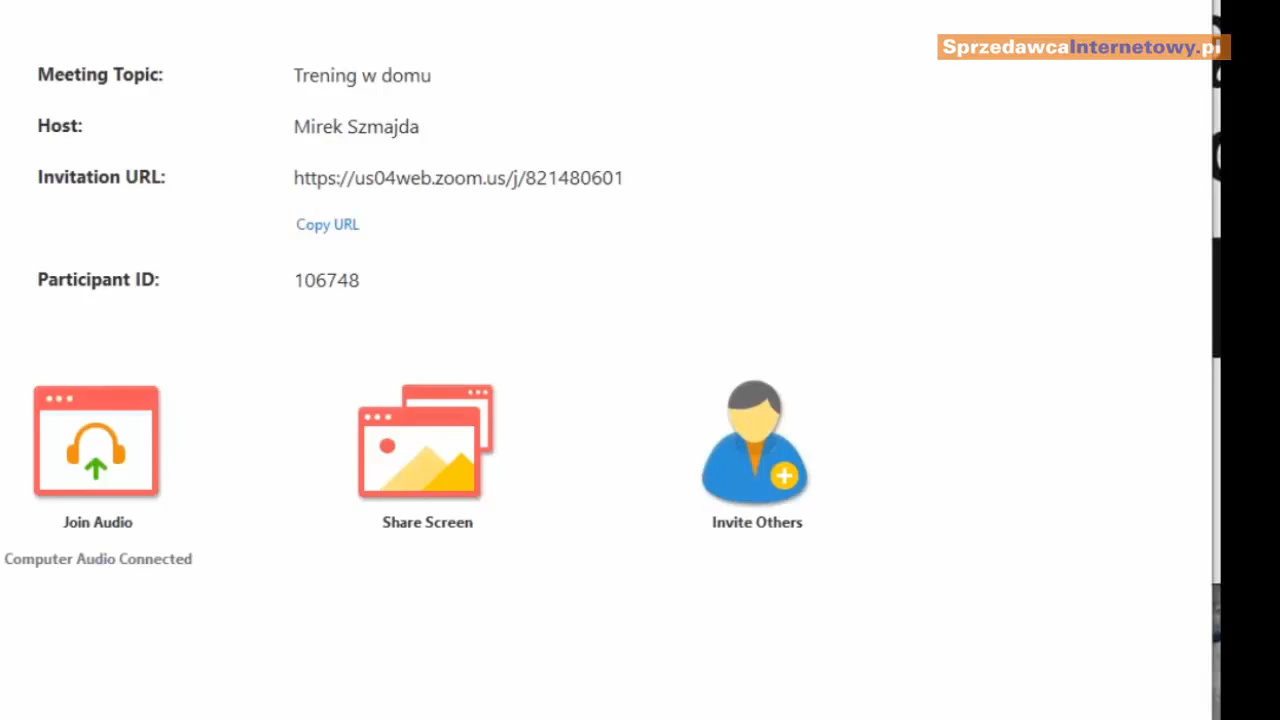 SprzedawcaInternetowy.pl
Meeting Topic: Trening w domu
Host: Mirek Szmajda
Invitation URL: https://us04web.zoom.us/j/821480601
Copy URL
Participant ID: 106748
Join Audio Share Screen Invite Others
Computer Audio Connected